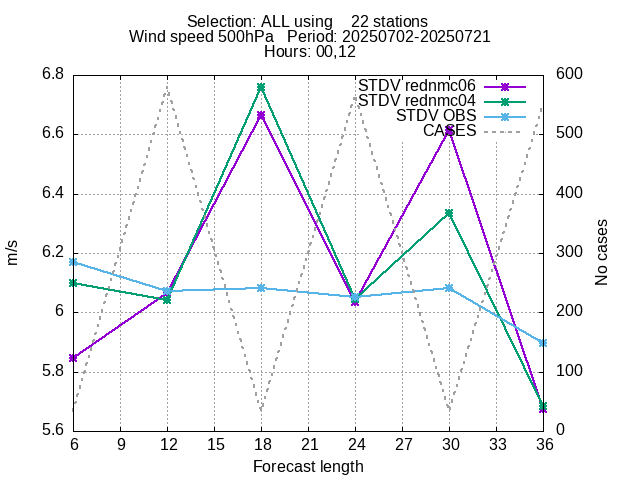 Selection: ALL using    22 stations
Wind speed 500hPa   Period: 20250702-20250721
Hours: 00,12
STDV rednmc06
STDV rednmc04
STDV OBS
CASES
m/s
6.8
6.6
6.4
6.2
6
5.8
5.6
600
500
400
300
200
100
0
No cases
6 9 12 15 18 21 24 27 30 33 36
Forecast length